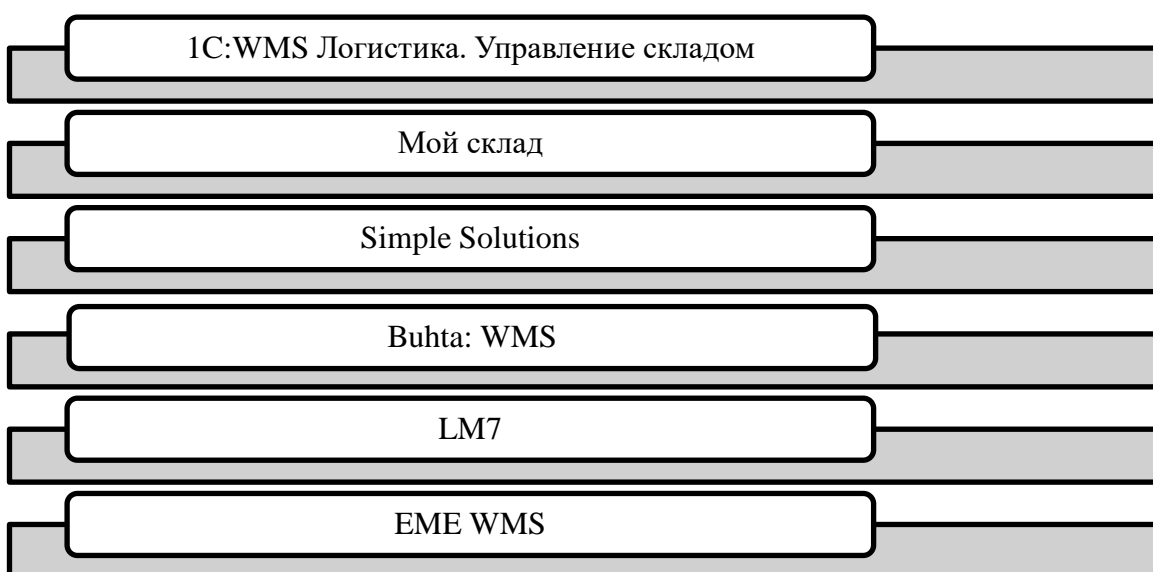 1С:WMS Логистика. Управление складом
Мой склад
Simple Solutions
Buhta: WMS
LM7
EME WMS